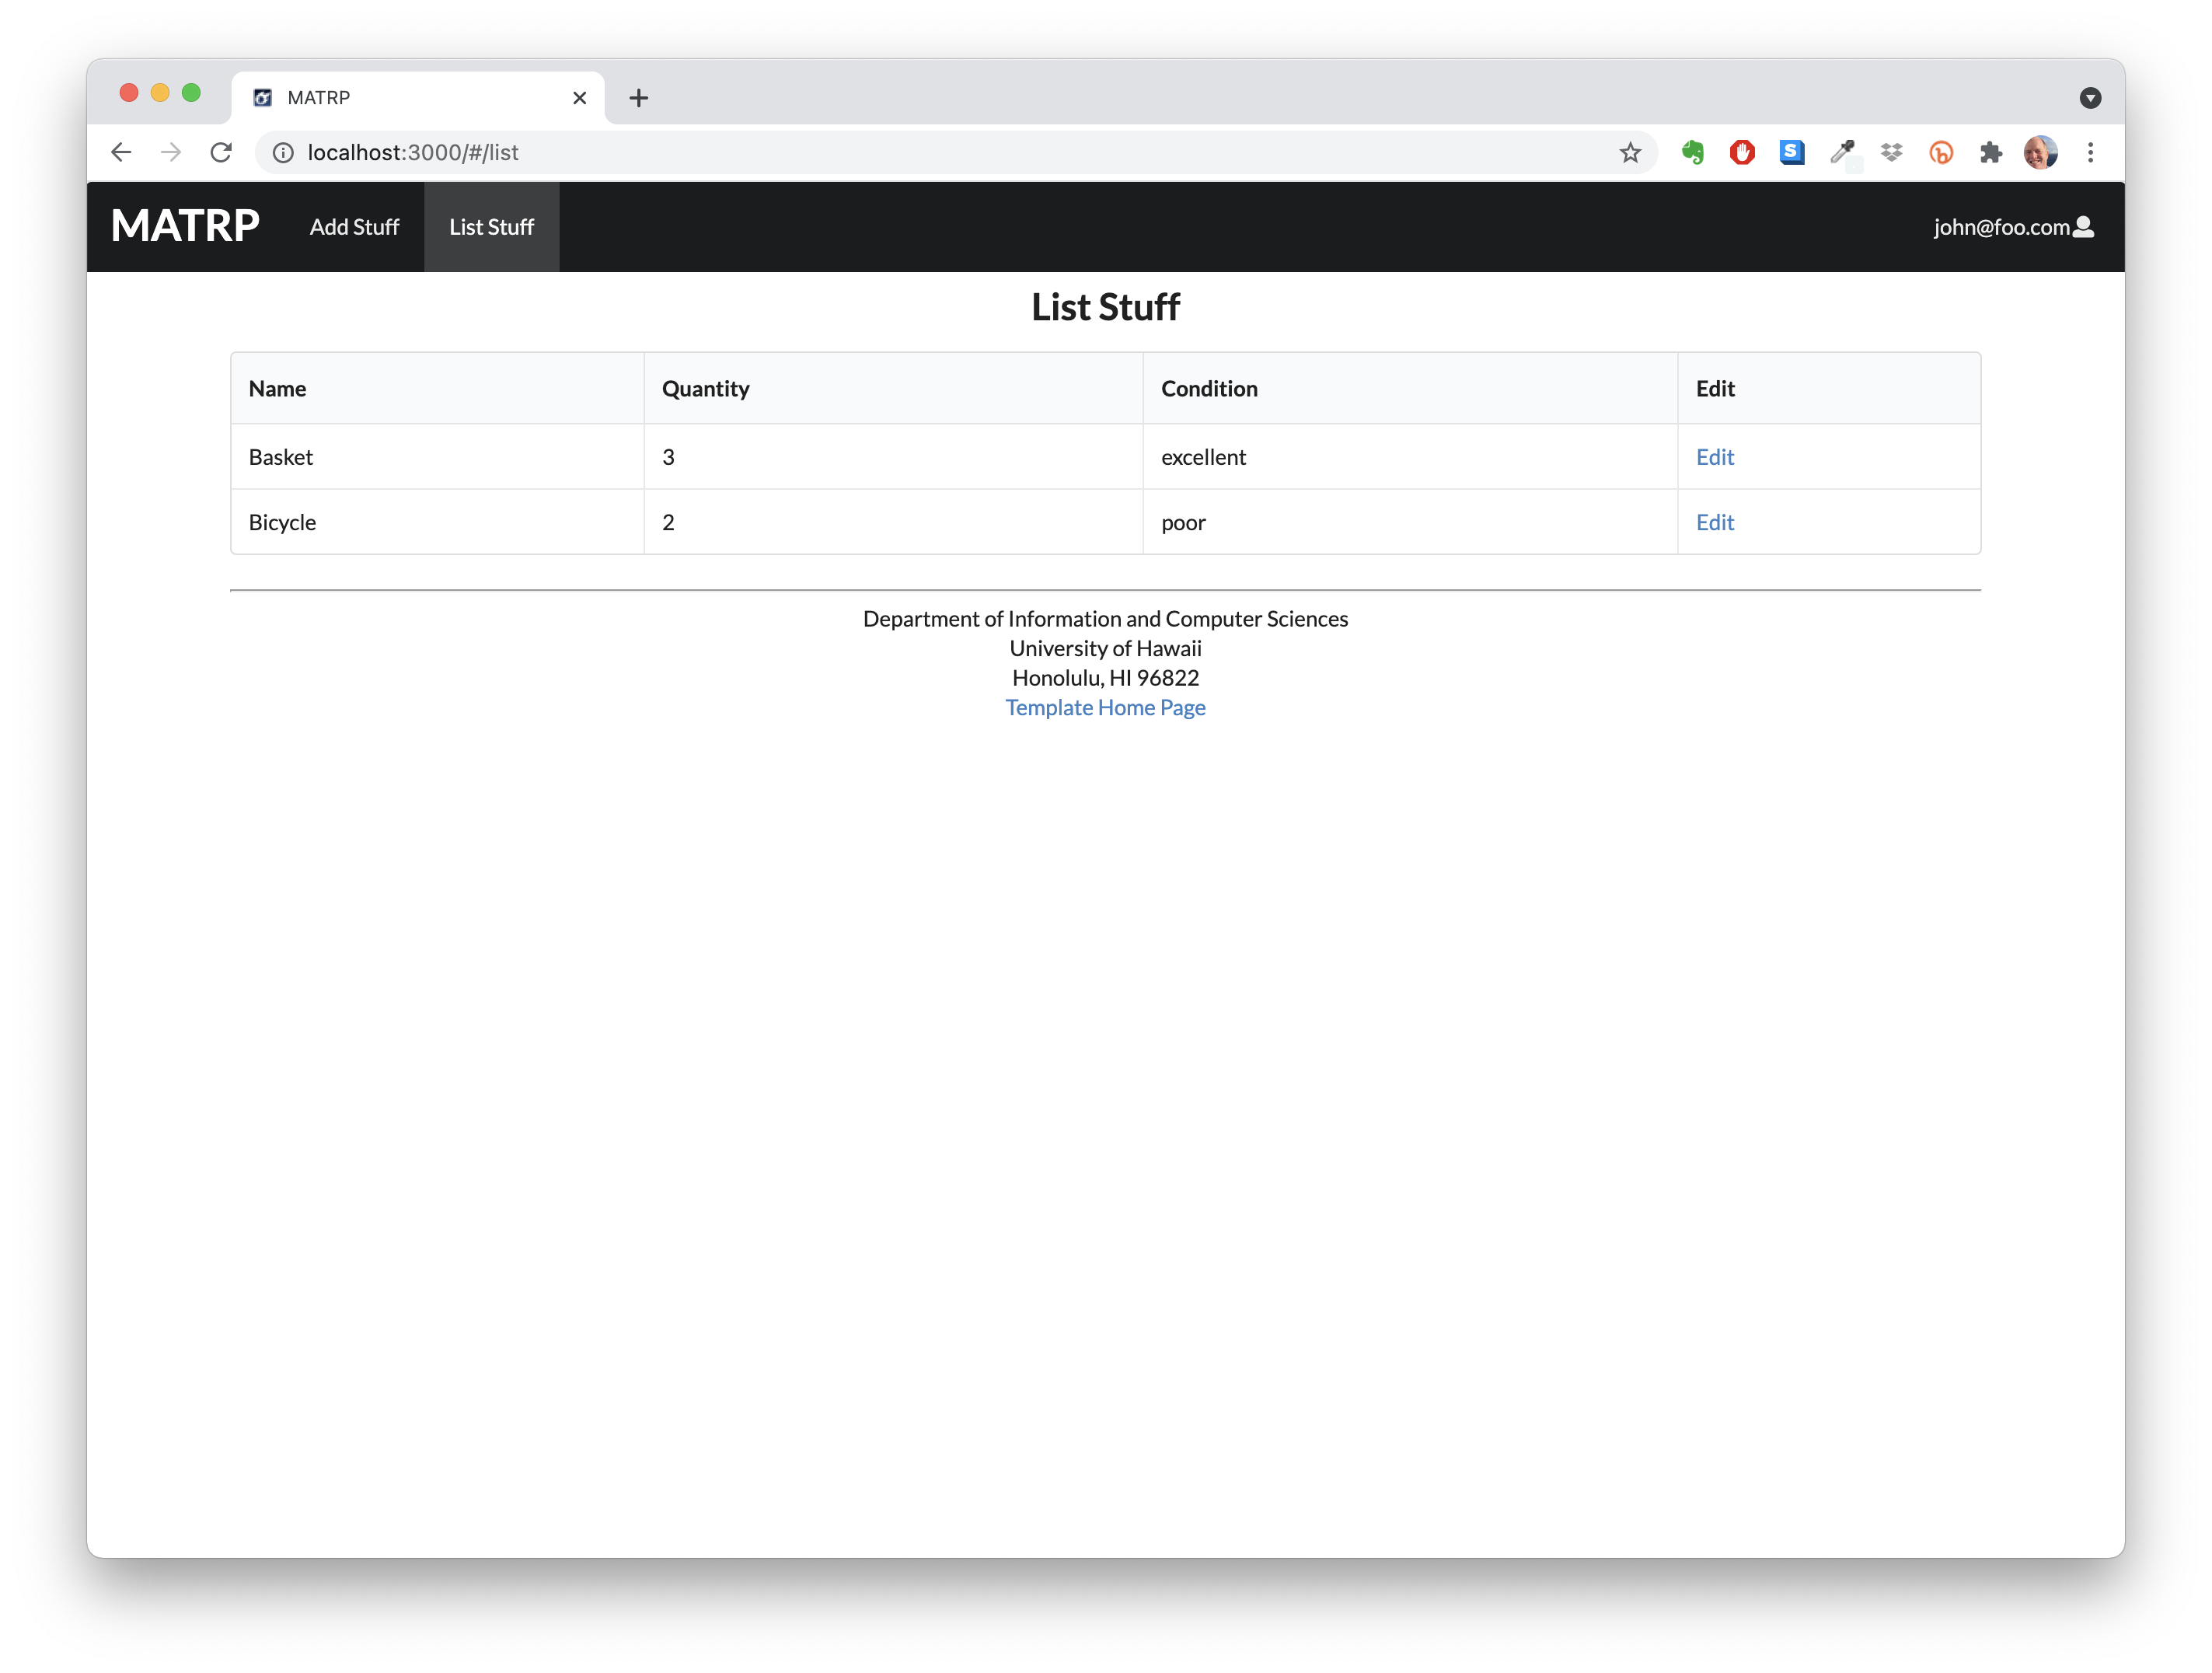 MATRP
localhost:3000/#/list
S
MATRP Add Stuff List Stuff john@foo.com
List Stuff
Name Quantity Condition Edit
Basket 3 excellent Edit
Bicycle 2 poor Edit
Department of Information and Computer Sciences
University of Hawaii
Honolulu, HI 96822
Template Home Page